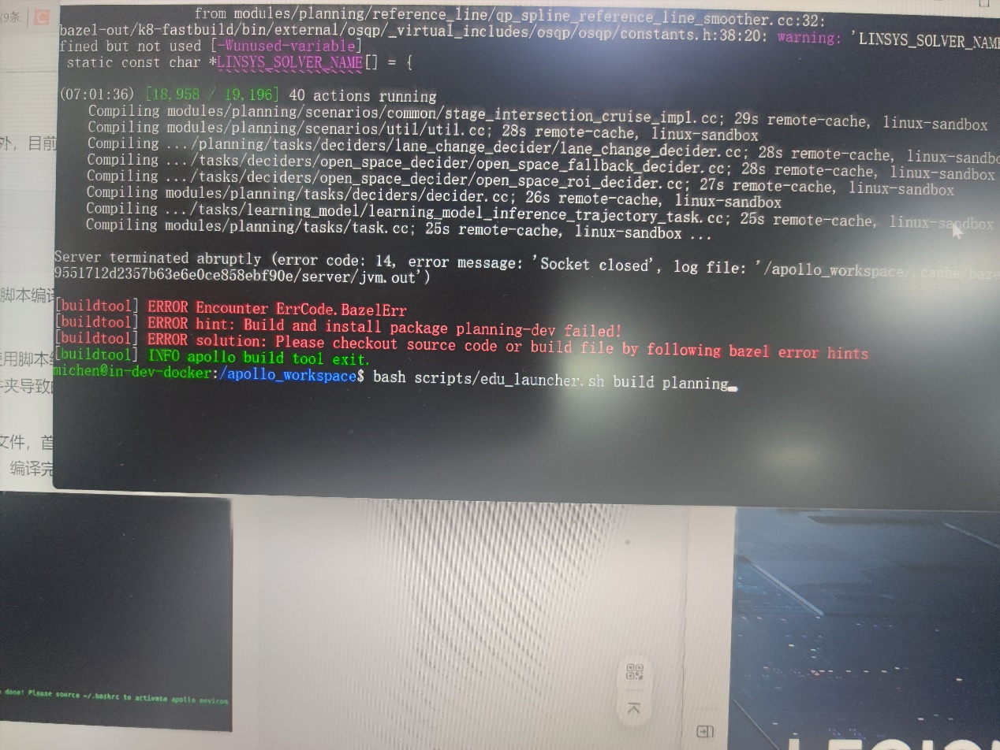 (9条
C
from modules/planning/reference_line/qp_spline_reference_line_smoother.cc:32:
bazel-out/k8-fastbuild/bin/external/osqp/_virtual_includes/osqp/osqp/constants.h:38:20: warning: 'LINSYS_SOLVER_NAME
fined but not used [-Wunused-variable]
static const char *LINSYS_SOLVER_NAME[] = {
(07:01:36) [18,958 / 19,196] 40 actions running
Compiling modules/planning/scenarios/common/stage_intersection_cruise_impl.cc; 29s remote-cache, linux-sandbox
Compiling modules/planning/scenarios/util/util.cc; 28s remote-cache, linux-sandbox
Compiling .../planning/tasks/deciders/lane_change_decider/lane_change_decider.cc; 28s remote-cache, linux-sandbo
Compiling .../tasks/deciders/open_space_decider/open_space_fallback_decider.cc; 28s remote-cache, linux-sandbox
Compiling .../tasks/deciders/open_space_decider/open_space_roi_decider.cc; 27s remote-cache, linux-sandbox
Compiling modules/planning/tasks/deciders/decider.cc; 26s remote-cache, linux-sandbox
Compiling .../tasks/learning_model/learning_model_inference_trajectory_task.cc; 25s remote-cache, linux-sandbox
Compiling modules/planning/tasks/task.cc; 25s remote-cache, linux-sandbox ...
Server terminated abruptly (error code: 14, error message: 'Socket closed', log file: '/apollo_workspace/.cache/baze
9551712d2357b63e6e0ce858ebf90e/server/jvm.out')
[buildtool] ERROR Encounter ErrCode.BazelErr
[buildtool] ERROR hint: Build and install package planning-dev failed!
[buildtool] ERROR solution: Please checkout source code or build file by following bazel error hints
[buildtool] INFO apollo build tool exit.
michen@in-dev-docker:/apollo_workspace$ bash scripts/edu_launcher.sh build planning
外，目前
脚本编译
使用脚本
夹导致
文件，首
编译完
done! Please source ~/.bashrc to activate apollo environ
LEGION